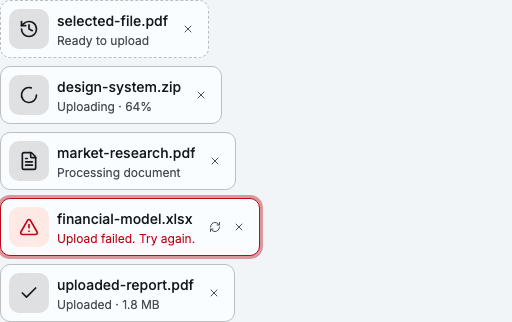 selected-file.pdf
Ready to upload
design-system.zip
Uploading · 64%
market-research.pdf
Processing document
financial-model.xlsx
Upload failed. Try again.
uploaded-report.pdf
Uploaded · 1.8 MB